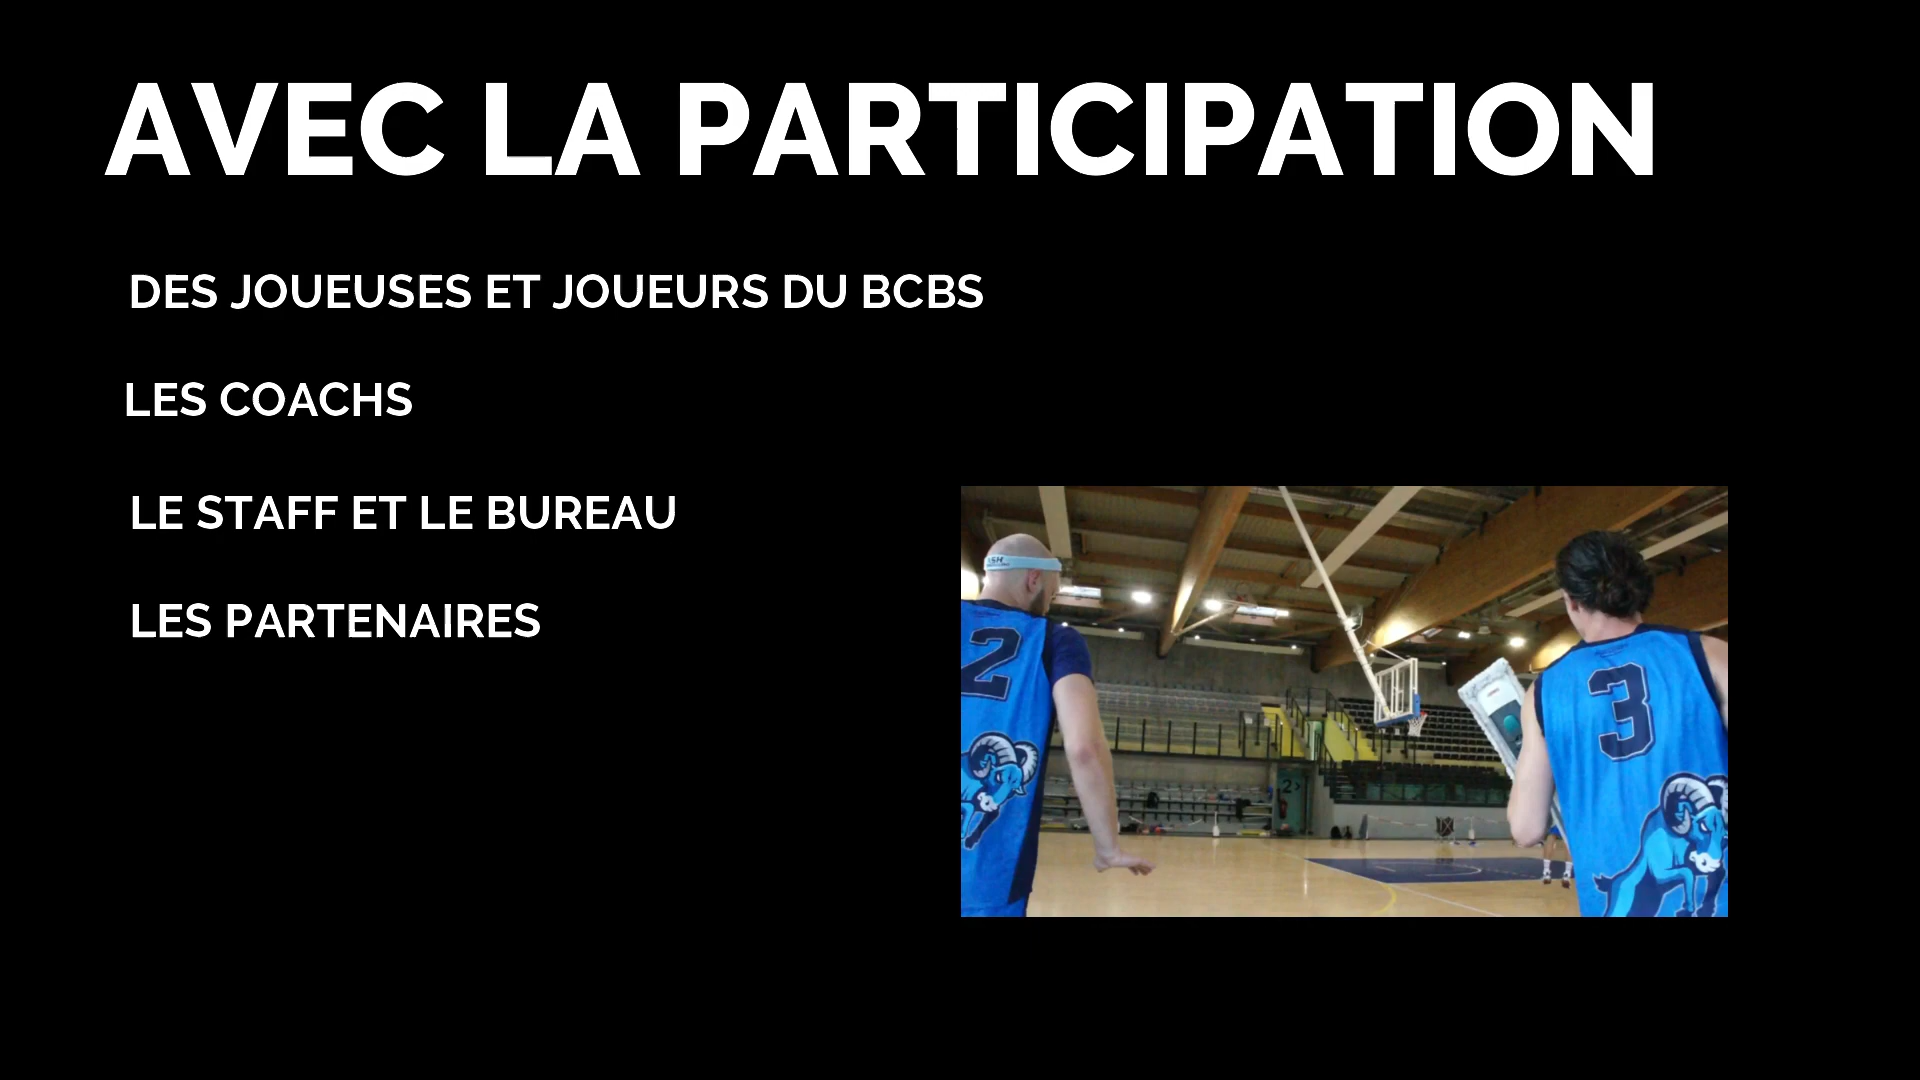 AVEC LA PARTICIPATION
DES JOUEUSES ET JOUEURS DU BCBS
LES COACHS
LE STAFF ET LE BUREAU
LES PARTENAIRES
2
3
2>